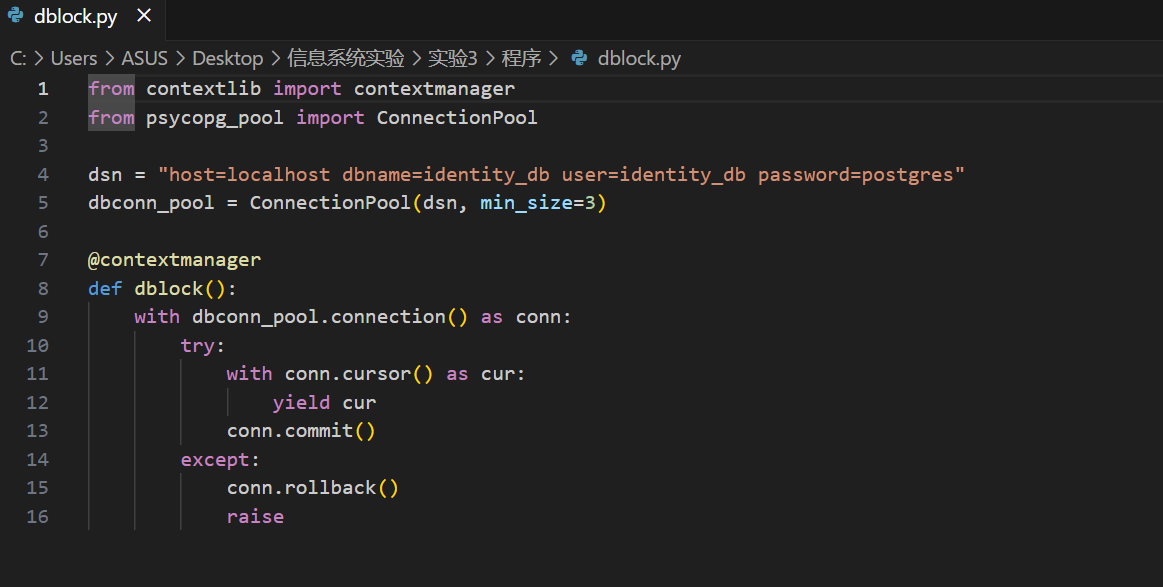 dblock.py
C: > Users > ASUS > Desktop > 信息系统实验 > 实验3 > 程序 > dblock.py
1 from contextlib import contextmanager
2 from psycopg_pool import ConnectionPool
3
4 dsn = "host=localhost dbname=identity_db user=identity_db password=postgres"
5 dbconn_pool = ConnectionPool(dsn, min_size=3)
6
7 @contextmanager
8 def dblock():
9     with dbconn_pool.connection() as conn:
10         try:
11             with conn.cursor() as cur:
12                 yield cur
13             conn.commit()
14         except:
15             conn.rollback()
16             raise